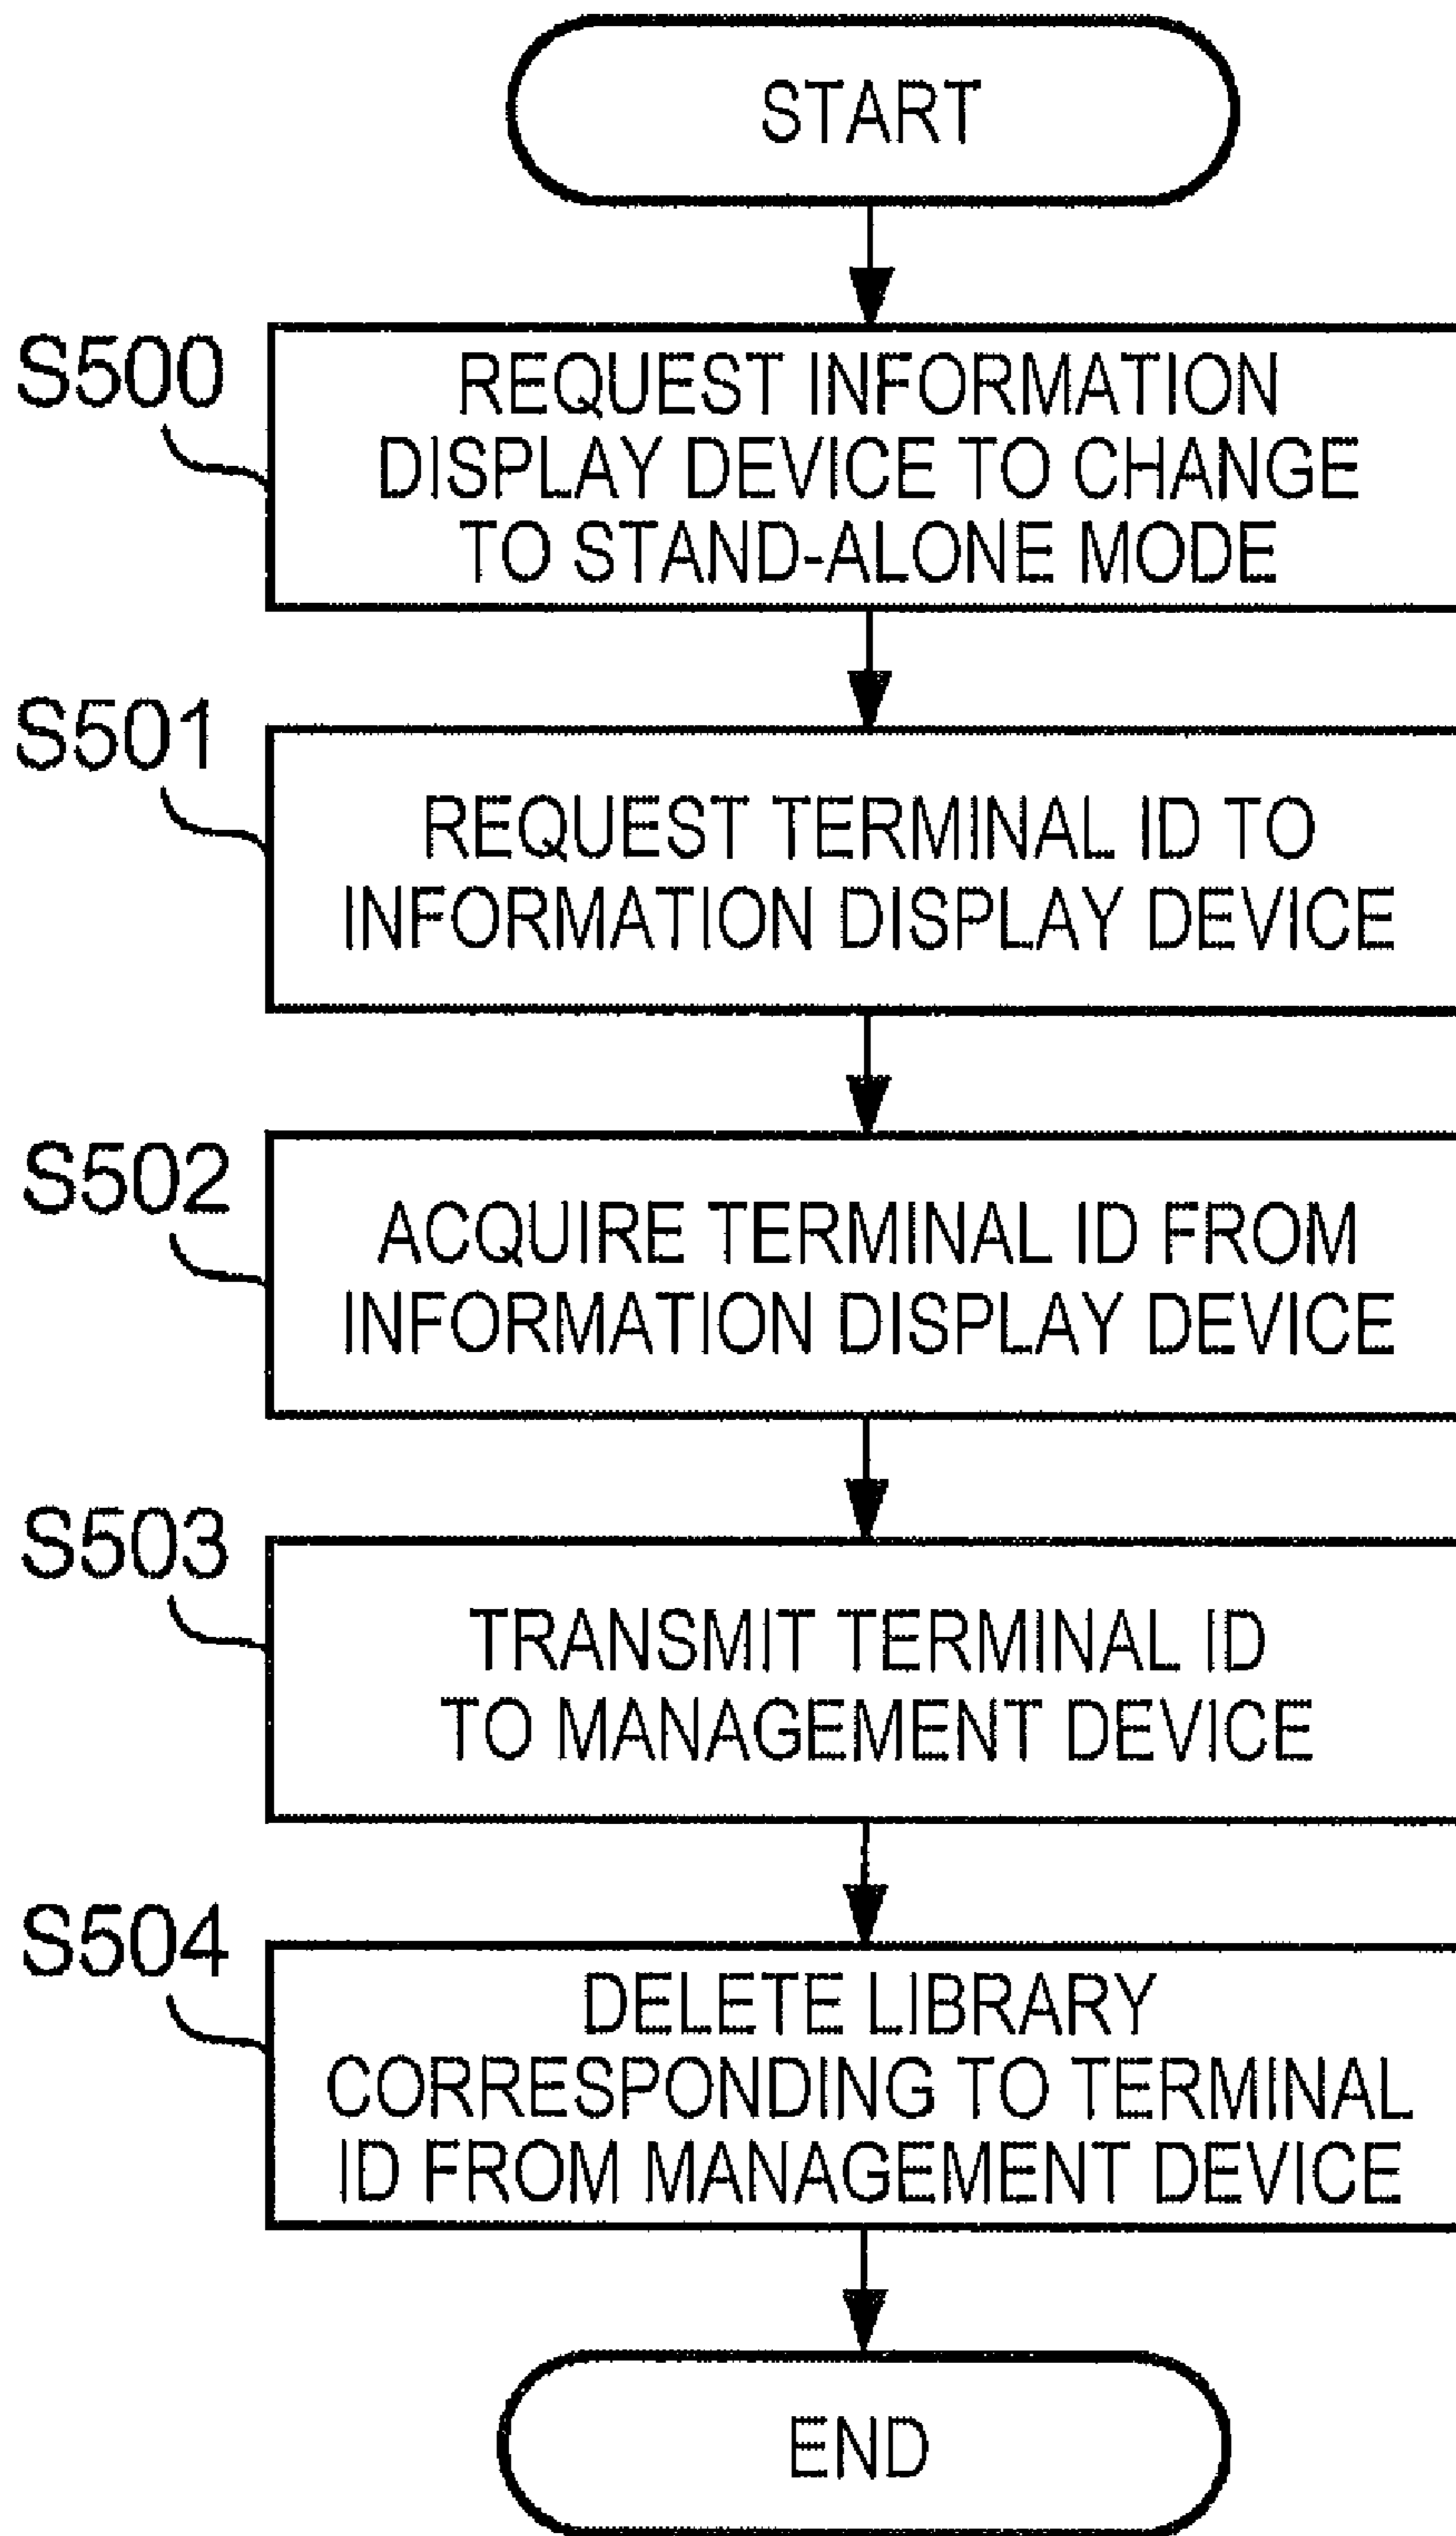 START
S500
REQUEST INFORMATION
DISPLAY DEVICE TO CHANGE
TO STAND-ALONE MODE
S501
REQUEST TERMINAL ID TO
INFORMATION DISPLAY DEVICE
S502
ACQUIRE TERMINAL ID FROM
INFORMATION DISPLAY DEVICE
S503
TRANSMIT TERMINAL ID
TO MANAGEMENT DEVICE
S504
DELETE LIBRARY
CORRESPONDING TO TERMINAL
ID FROM MANAGEMENT DEVICE
END